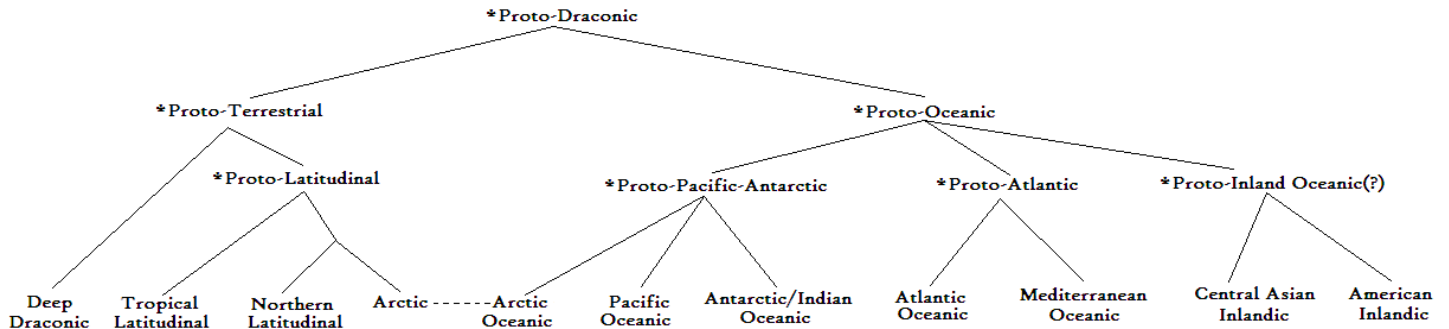 *Proto-Draconic
*Proto-Terrestrial
*Proto-Oceanic
*Proto-Latitudinal
*Proto-Pacific-Antarctic
*Proto-Atlantic
*Proto-Inland Oceanic(?)
Deep
Draconic
Tropical
Latitudinal
Northern
Latitudinal
Arctic
Arctic
Oceanic
Pacific
Oceanic
Antarctic/Indian
Oceanic
Atlantic
Oceanic
Mediterranean
Oceanic
Central Asian
Inlandic
American
Inlandic